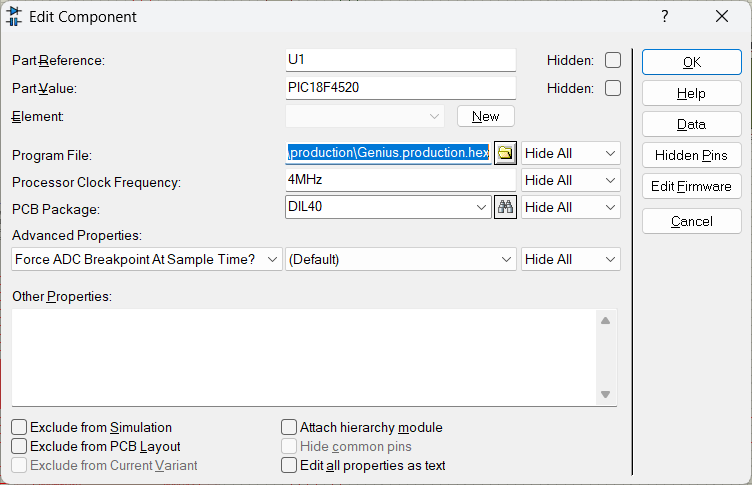 Edit Component ?
Part Reference: U1 Hidden: OK
Part Value: PIC18F4520 Hidden: Help
Element: New Data
Program File: \production\Genius.production.hex Hide All Hidden Pins
Processor Clock Frequency: 4MHz Hide All Edit Firmware
PCB Package: DIL40 Hide All Cancel
Advanced Properties:
Force ADC Breakpoint At Sample Time? (Default) Hide All
Other Properties:
Exclude from Simulation Attach hierarchy module
Exclude from PCB Layout Hide common pins
Exclude from Current Variant Edit all properties as text